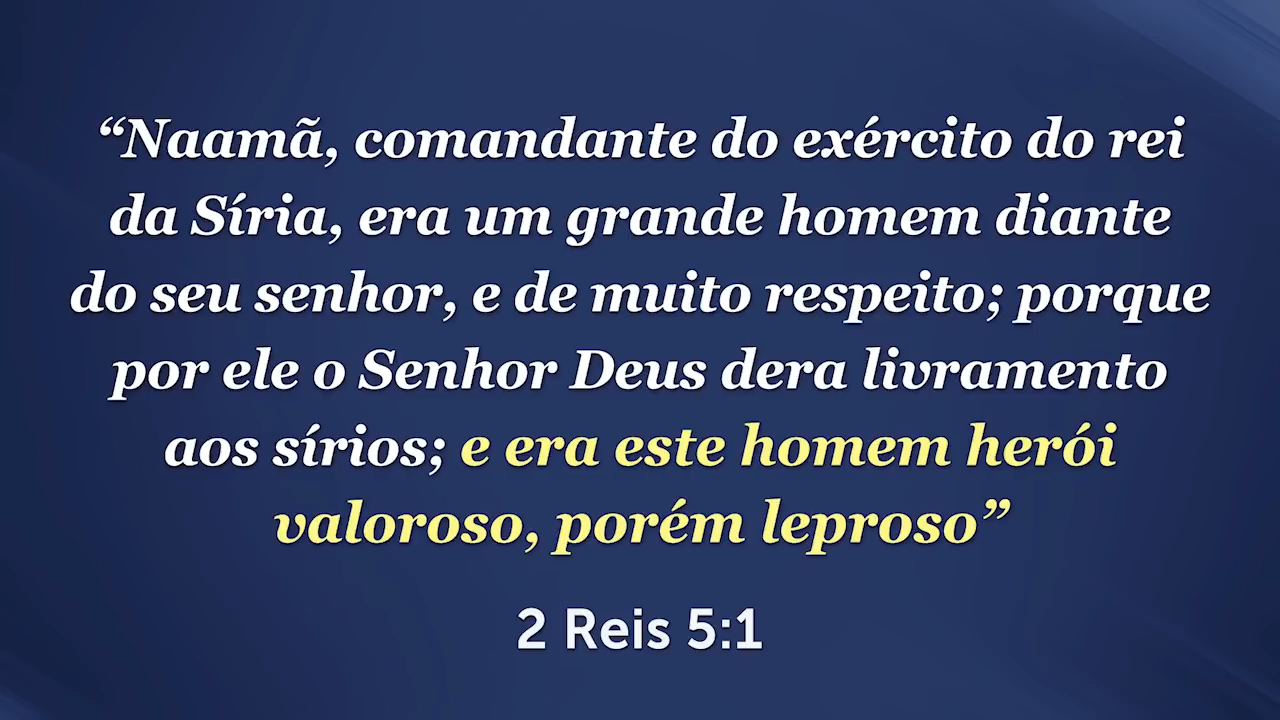 “Naamã, comandante do exército do rei
da Síria, era um grande homem diante
do seu senhor, e de muito respeito; porque
por ele o Senhor Deus dera livramento
aos sírios; e era este homem herói
valoroso, porém leproso”
2 Reis 5:1